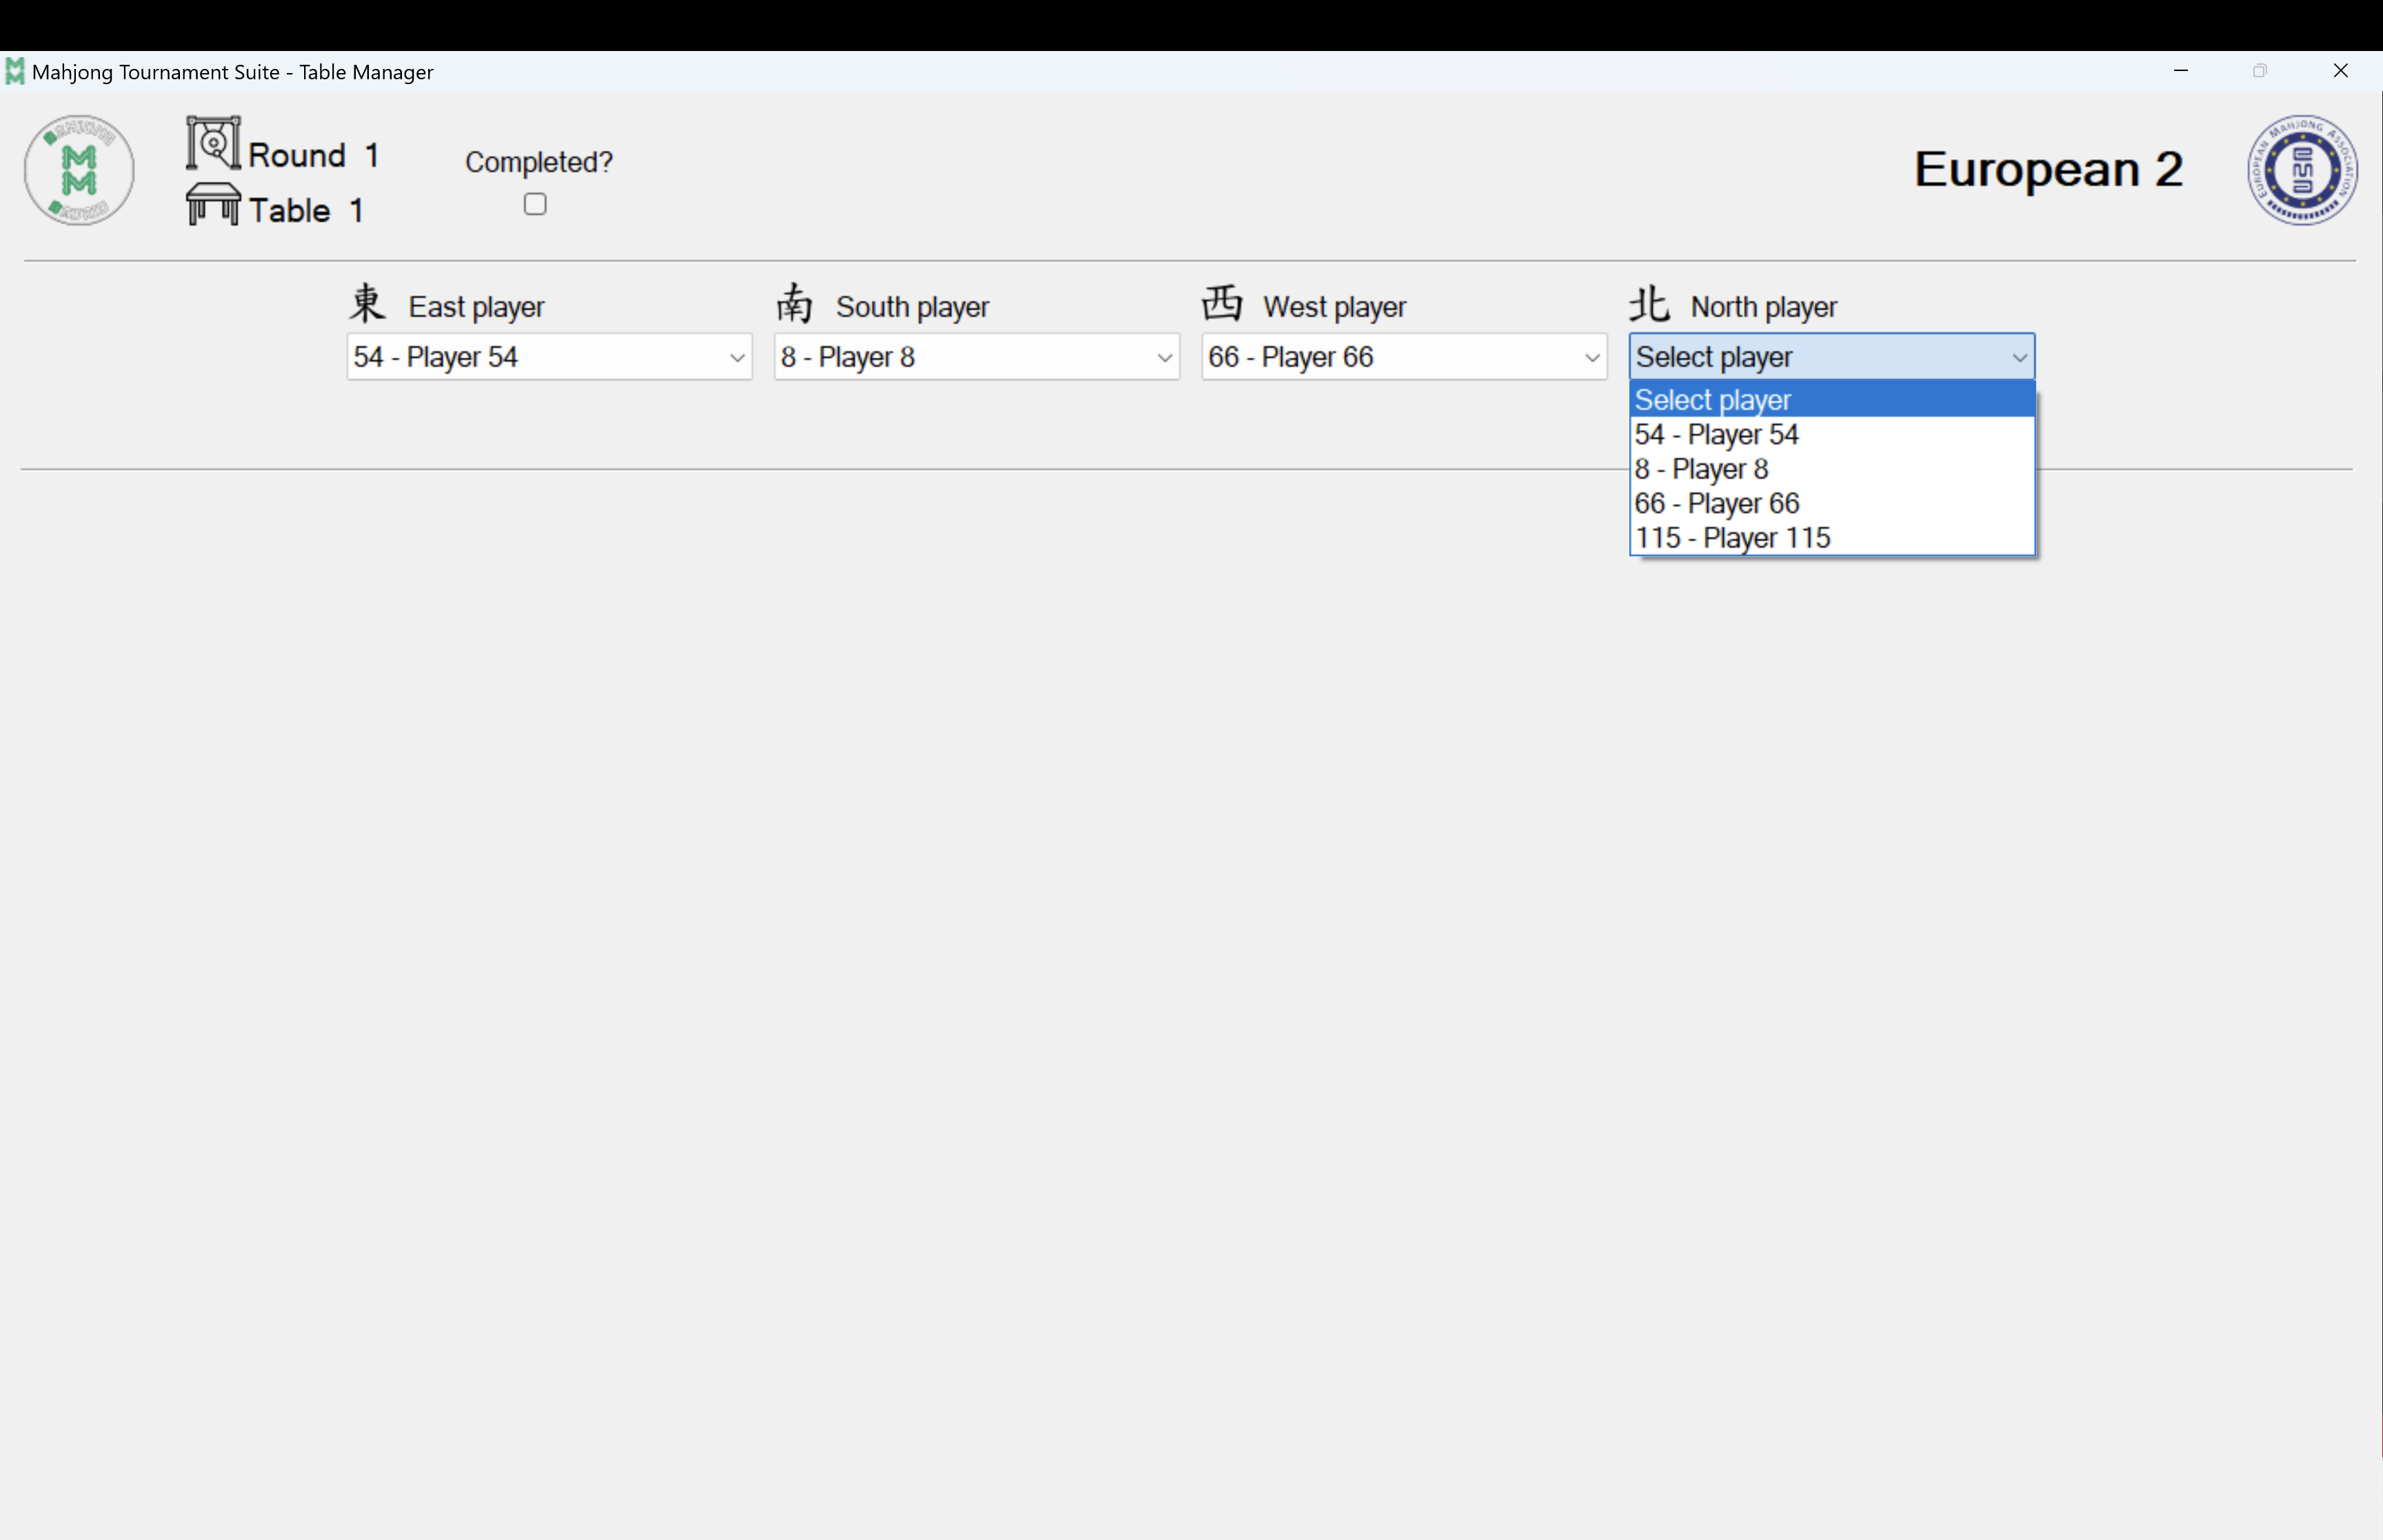 Mahjong Tournament Suite - Table Manager
Round 1
Table 1
Completed?
European 2
EUROPEAN MAHJONG ASSOCIATION
東 East player
南 South player
西 West player
北 North player
54 - Player 54
8 - Player 8
66 - Player 66
Select player
Select player
54 - Player 54
8 - Player 8
66 - Player 66
115 - Player 115